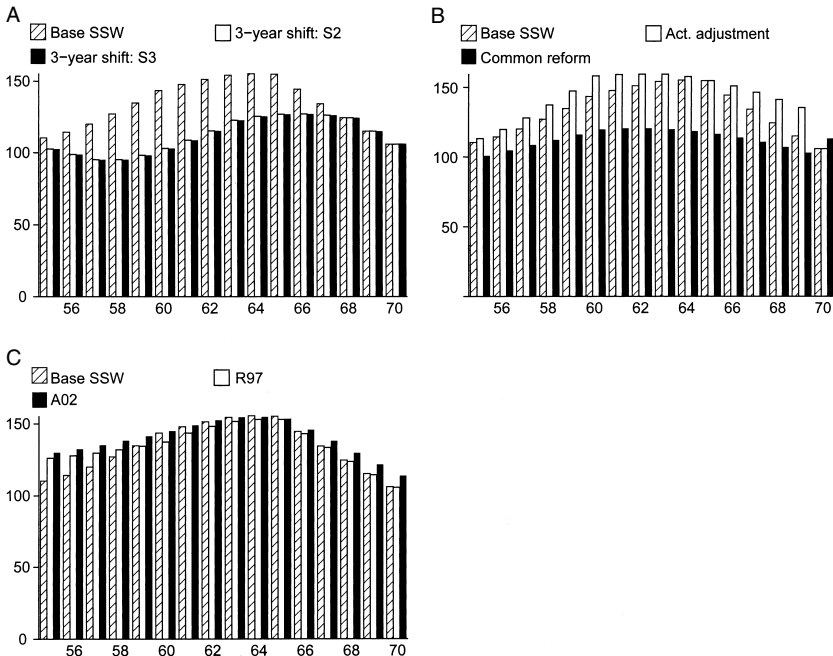 A
Base SSW
3-year shift: S2
3-year shift: S3
150
100
50
0
56 58 60 62 64 66 68 70
B
Base SSW
Act. adjustment
Common reform
150
100
50
56 58 60 62 64 66 68 70
C
Base SSW
R97
A02
150
100
50
0
56 58 60 62 64 66 68 70